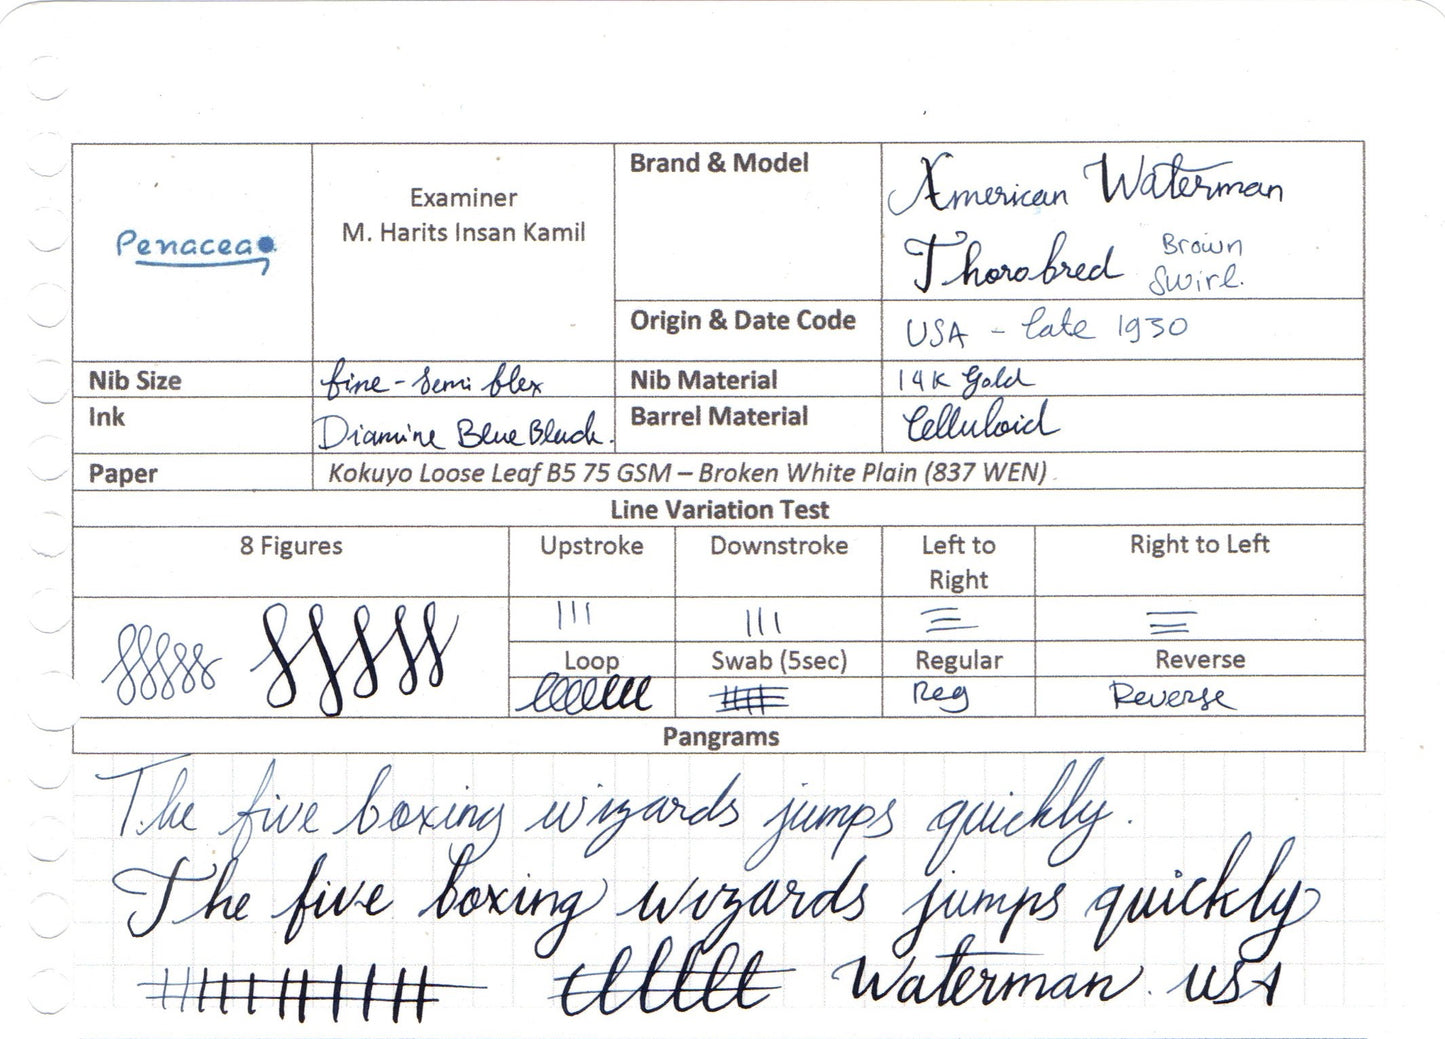 Penacea
Examiner
M. Harits Insan Kamil
Brand & Model
American Waterman
Thorobred Brown Swirl.
Origin & Date Code
USA - late 1930
Nib Size
fine - semi flex
Nib Material
14K Gold
Ink
Diamine Blue Black.
Barrel Material
Celluloid
Paper
Kokuyo Loose Leaf B5 75 GSM – Broken White Plain (837 WEN)
Line Variation Test
8 Figures
Upstroke
Downstroke
Left to
Right
Right to Left
Loop
Swab (5sec)
Regular
Reverse
Reg
Reverse
Pangrams
The five boxing wizards jumps quickly.
The five boxing wizards jumps quickly
Waterman. USA